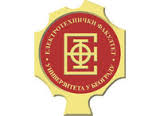 ЕЛЕКТРОТЕХНИЧКИ ФАКУЛТЕТ
УНИВЕРЗИТЕТА У БЕОГРАДУ